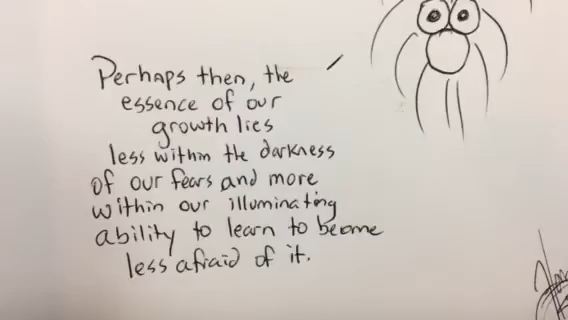 Perhaps then, the
essence of our
growth lies
less within the darkness
of our fears and more
within our illuminating
ability to learn to become
less afraid of it.